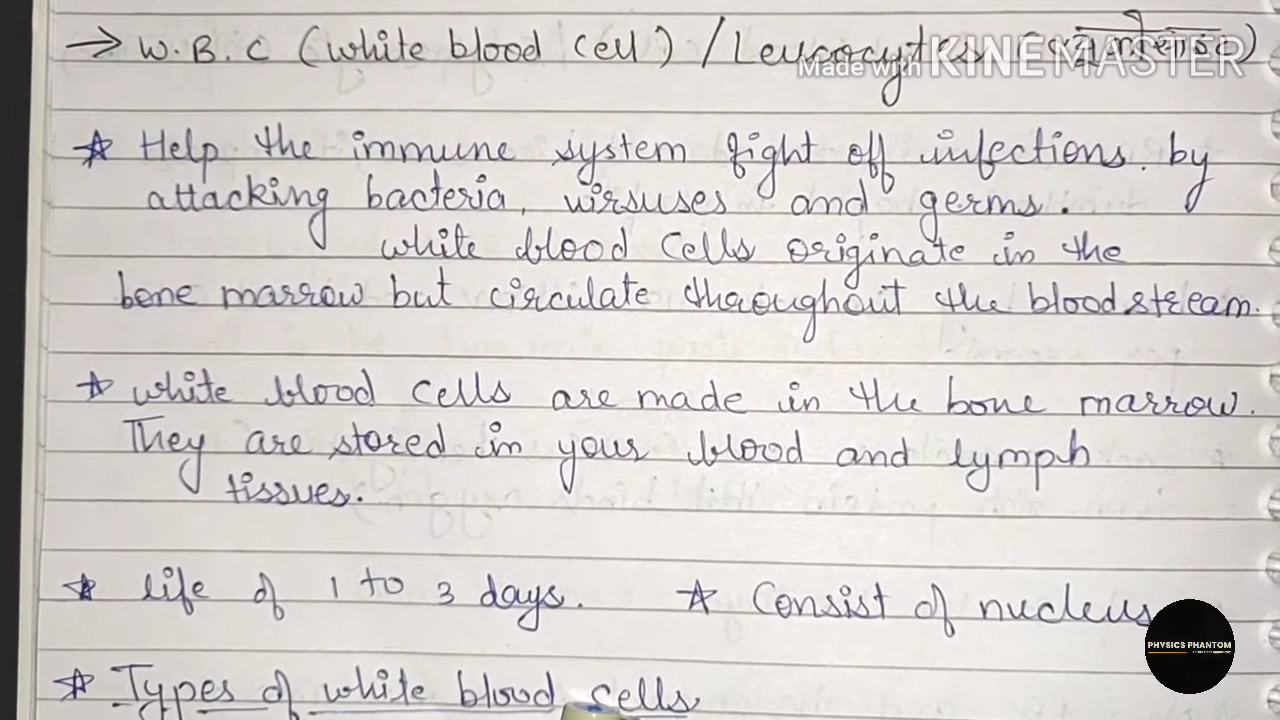 → W.B.C (White blood cell) / Leucocytes (
Made with KINEMASTER
☆ Help the immune system fight off infections by
attacking bacteria, virsuses and germs.
white blood cells originate in the
bone marrow but circulate throughout the bloodstream.
☆ white blood cells are made in the bone marrow.
They are stored in your blood and lymph
tissues.
☆ life of 1 to 3 days. ☆ Consist of nucleus
PHYSICS PHANTOM
☆ Types of white blood cells